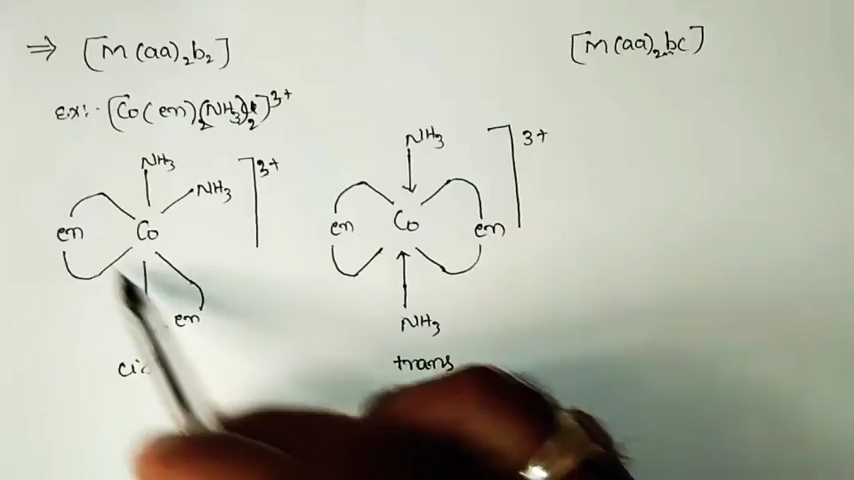 ⇒ [M(aa)₂b₂]
[M(aa)₂bc]
Ex:- [Co(en)₂(NH₃)₂]³⁺
NH₃
NH₃
3+
en
Co
en
NH₃
3+
en
Co
en
NH₃
trans